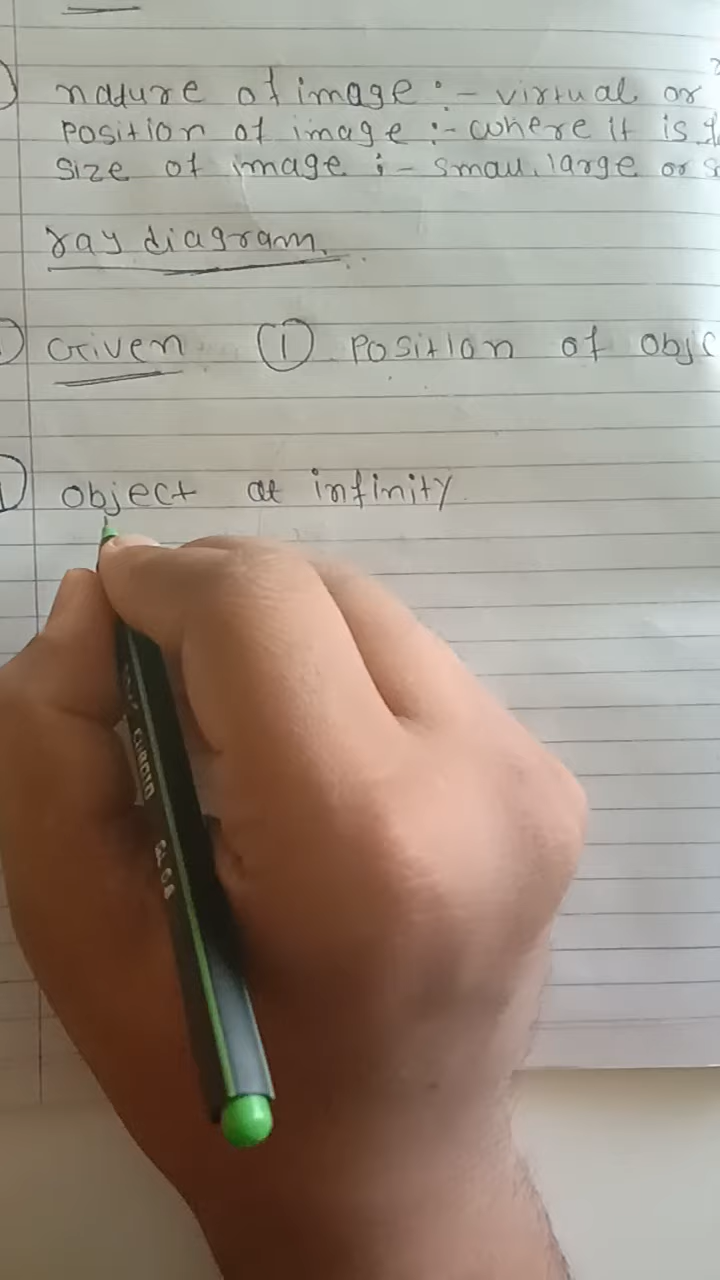 nature of image :- virtual or
Position of image :- where it is
Size of image :- small, large or
ray diagram.
Given ① Position of obje
object at infinity